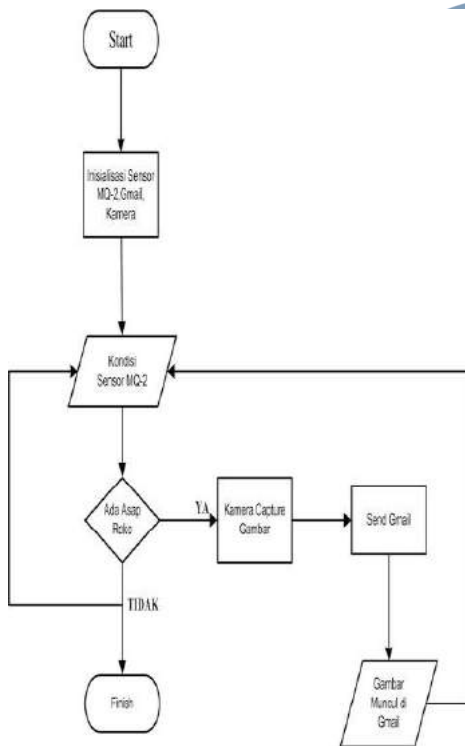 Start
Inisialisasi Sensor
MQ-2,Gmail,
Kamera
Kondisi
Sensor MQ-2
Ada Asap
Roko
YA
Kamera Capture
Gambar
Send Gmail
TIDAK
Finish
Gambar
Muncul di
Gmail